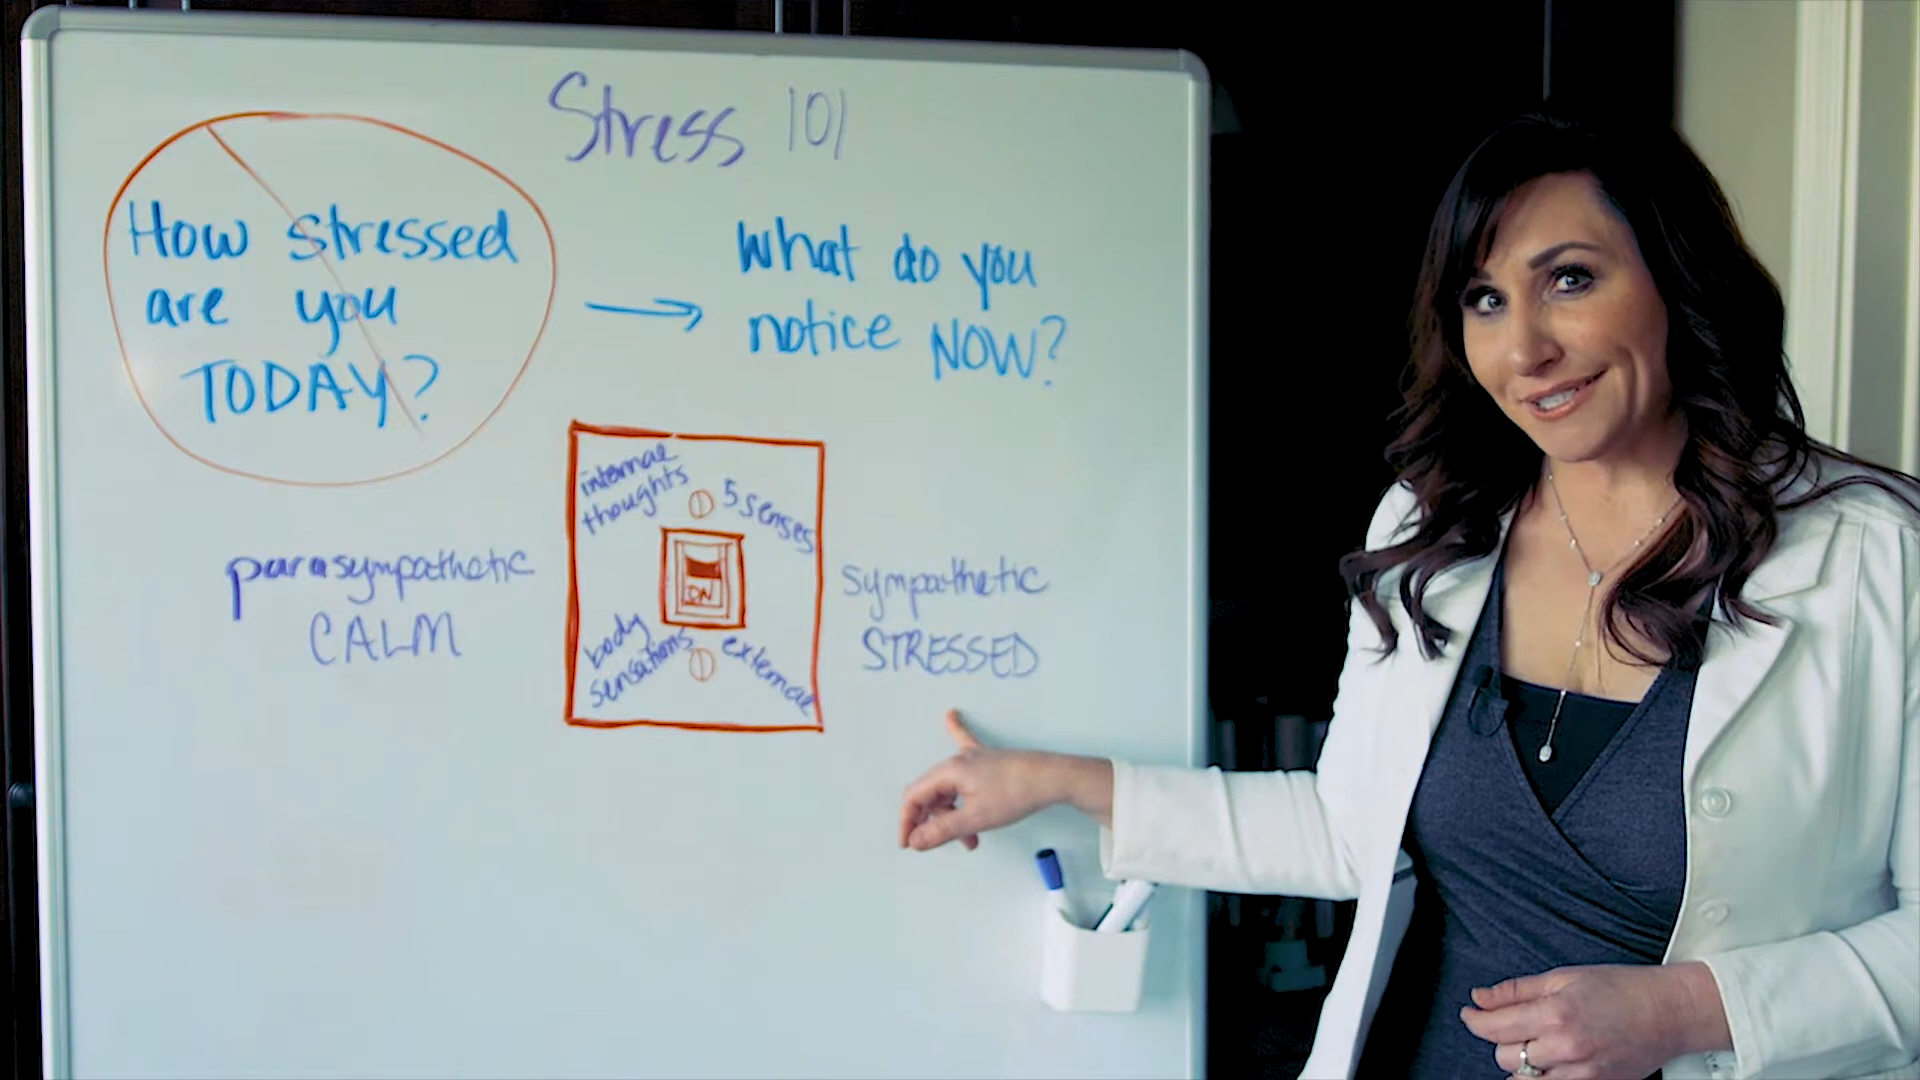 Stress 101
How stressed
are you
TODAY?
What do you
notice NOW?
internal
thoughts
5 senses
ON
body
sensations
external
parasympathetic
CALM
sympathetic
STRESSED